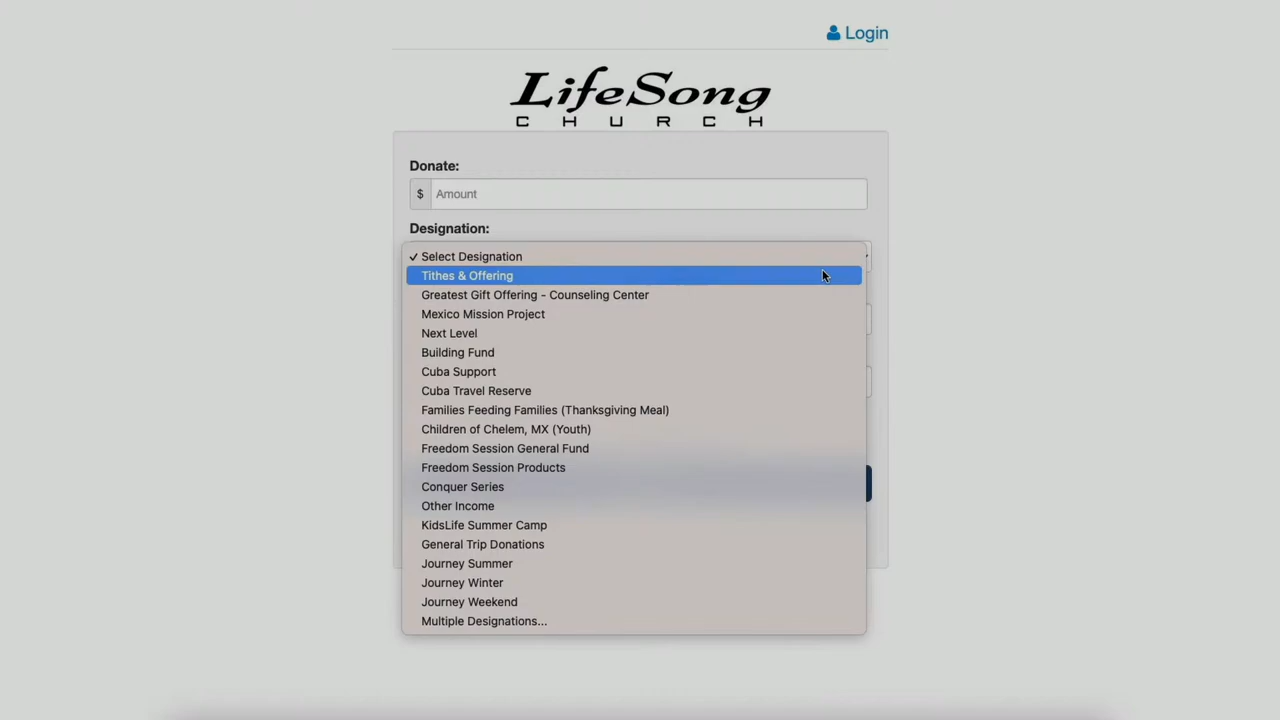 Login
LifeSong
CHURCH
Donate:
$ Amount
Designation:
✓ Select Designation
Tithes & Offering
Greatest Gift Offering - Counseling Center
Mexico Mission Project
Next Level
Building Fund
Cuba Support
Cuba Travel Reserve
Families Feeding Families (Thanksgiving Meal)
Children of Chelem, MX (Youth)
Freedom Session General Fund
Freedom Session Products
Conquer Series
Other Income
KidsLife Summer Camp
General Trip Donations
Journey Summer
Journey Winter
Journey Weekend
Multiple Designations...